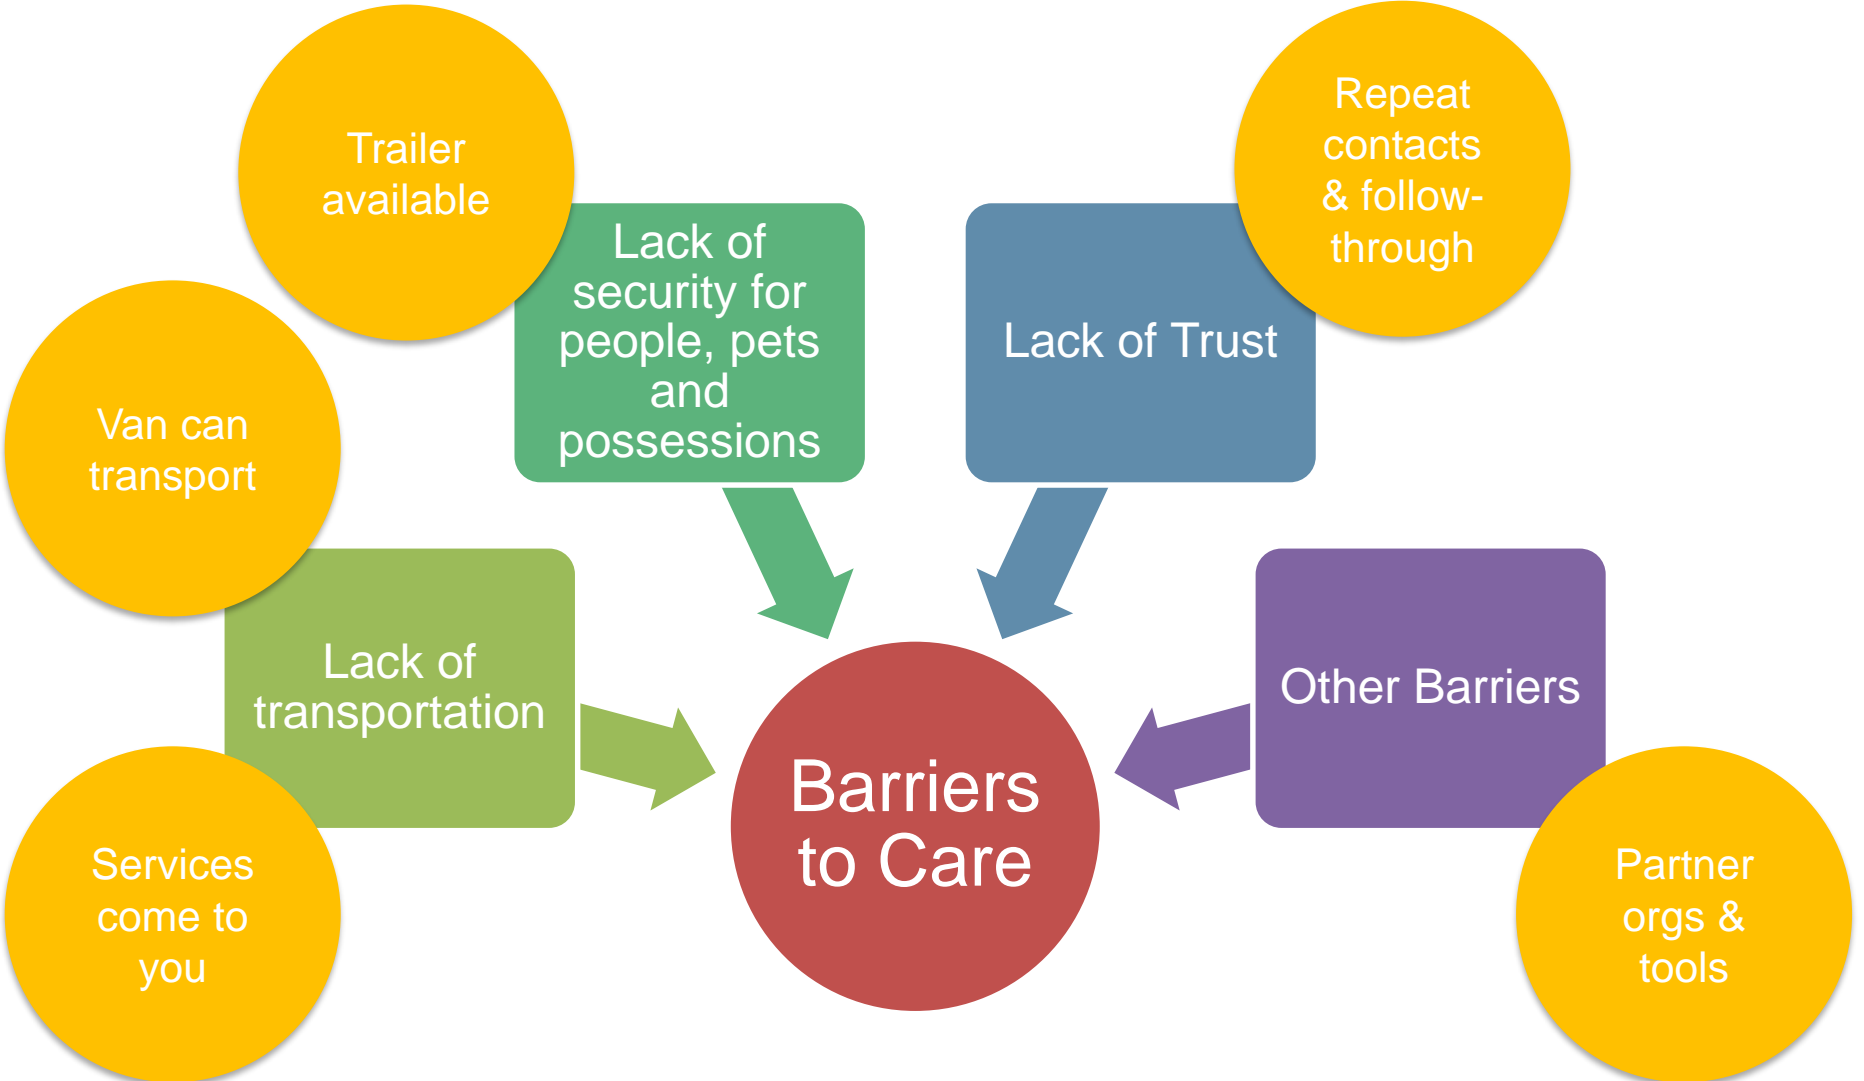 Trailer
available
Repeat
contacts
& follow-
through
Lack of
security for
people, pets
and
possessions
Lack of Trust
Van can
transport
Lack of
transportation
Other Barriers
Barriers
to Care
Services
come to
you
Partner
orgs &
tools